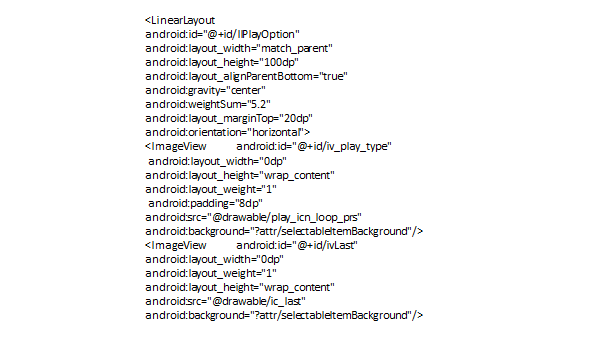 <LinearLayout
android:id="@+id/llPlayOption"
android:layout_width="match_parent"
android:layout_height="100dp"
android:layout_alignParentBottom="true"
android:gravity="center"
android:weightSum="5.2"
android:layout_marginTop="20dp"
android:orientation="horizontal">
<ImageView android:id="@+id/iv_play_type"
android:layout_width="0dp"
android:layout_height="wrap_content"
android:layout_weight="1"
android:padding="8dp"
android:src="@drawable/play_icn_loop_prs"
android:background="?attr/selectableItemBackground"/>
<ImageView android:id="@+id/ivLast"
android:layout_width="0dp"
android:layout_weight="1"
android:layout_height="wrap_content"
android:src="@drawable/ic_last"
android:background="?attr/selectableItemBackground"/>